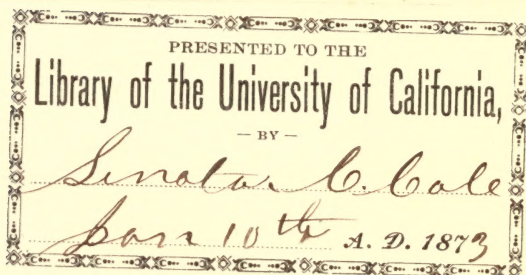 PRESENTED TO THE
Library of the University of California,
— BY —
Senator C. Cole
Jan 10th A. D. 1873